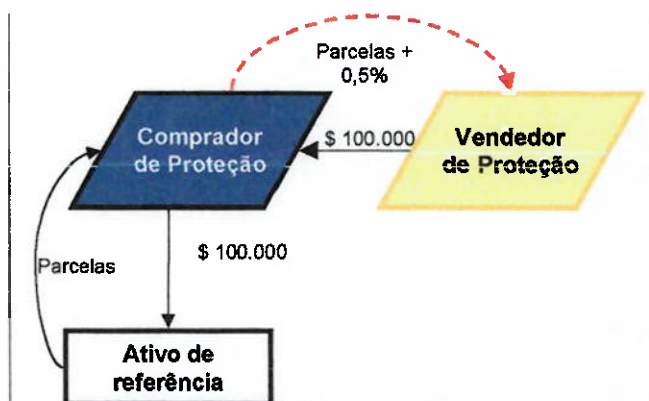 Parcelas +
0,5%
Comprador
de Proteção
$ 100.000
Vendedor
de Proteção
Parcelas
$ 100.000
Ativo de
referência